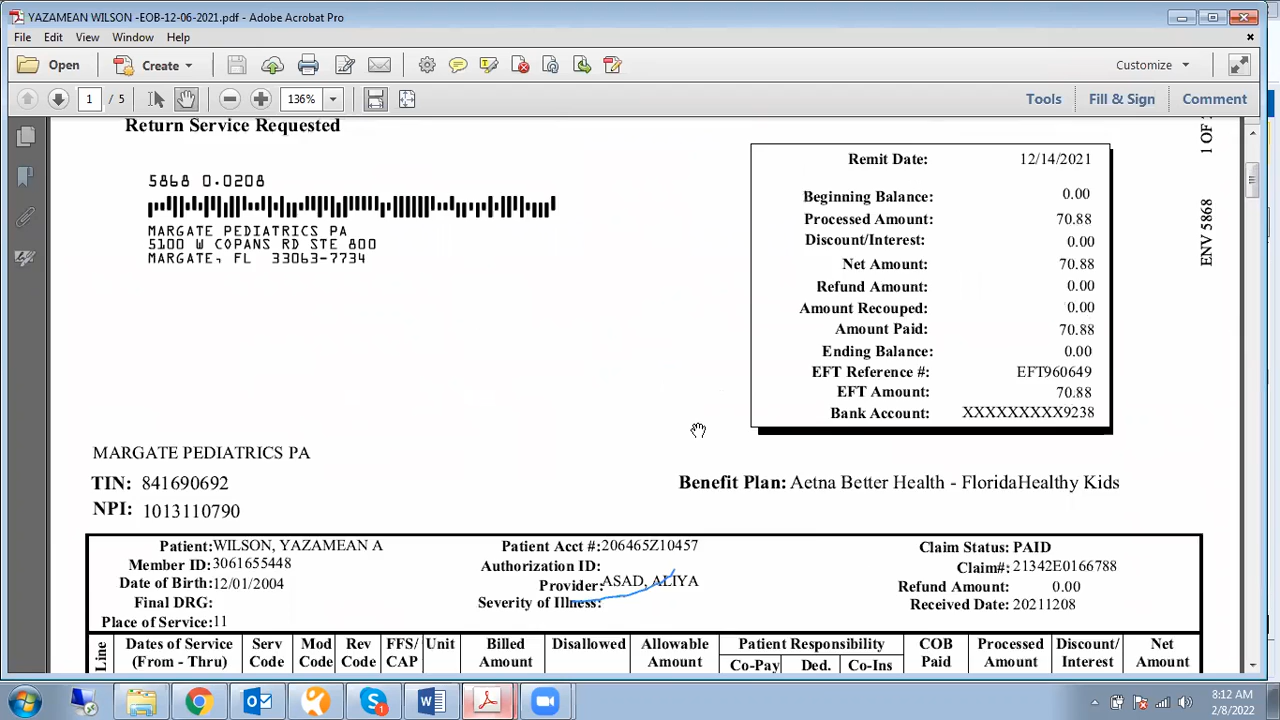 YAZAMEAN WILSON -EOB-12-06-2021.pdf - Adobe Acrobat Pro
File Edit View Window Help
Open Create Customize
1 / 5 136% Tools Fill & Sign Comment
Return Service Requested
5868 0.0208
MARGATE PEDIATRICS PA
5100 W COPANS RD STE 800
MARGATE, FL 33063-7734
Remit Date: 12/14/2021
Beginning Balance: 0.00
Processed Amount: 70.88
Discount/Interest: 0.00
Net Amount: 70.88
Refund Amount: 0.00
Amount Recouped: 0.00
Amount Paid: 70.88
Ending Balance: 0.00
EFT Reference #: EFT960649
EFT Amount: 70.88
Bank Account: XXXXXXXXX9238
1 OF
ENV 5868
MARGATE PEDIATRICS PA
TIN: 841690692
NPI: 1013110790
Benefit Plan: Aetna Better Health - FloridaHealthy Kids
Patient: WILSON, YAZAMEAN A Patient Acct #: 206465Z10457 Claim Status: PAID
Member ID: 3061655448 Authorization ID: Claim#: 21342E0166788
Date of Birth: 12/01/2004 Provider: ASAD, ALIYA Refund Amount: 0.00
Final DRG: Severity of Illness: Received Date: 20211208
Place of Service: 11
Line Dates of Service Serv Mod Rev FFS/ Unit Billed Disallowed Allowable Patient Responsibility COB Processed Discount/ Net
(From - Thru) Code Code Code CAP Amount Amount Co-Pay Ded. Co-Ins Paid Amount Interest Amount
8:12 AM
2/8/2022